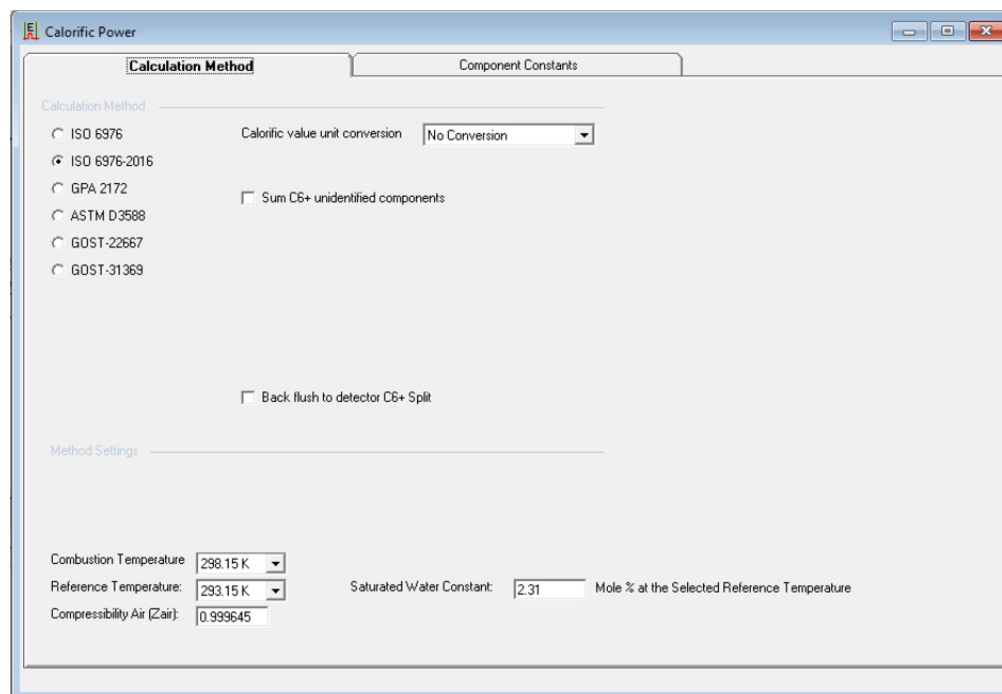 Calorific Power
Calculation Method
Component Constants
Calculation Method
ISO 6976
Calorific value unit conversion
No Conversion
ISO 6976-2016
GPA 2172
Sum C6+ unidentified components
ASTM D3588
GOST-22667
GOST-31369
Back flush to detector C6+ Split
Method Settings
Combustion Temperature 298.15 K
Reference Temperature: 293.15 K
Saturated Water Constant: 2.31 Mole % at the Selected Reference Temperature
Compressibility Air (Zair): 0.999645